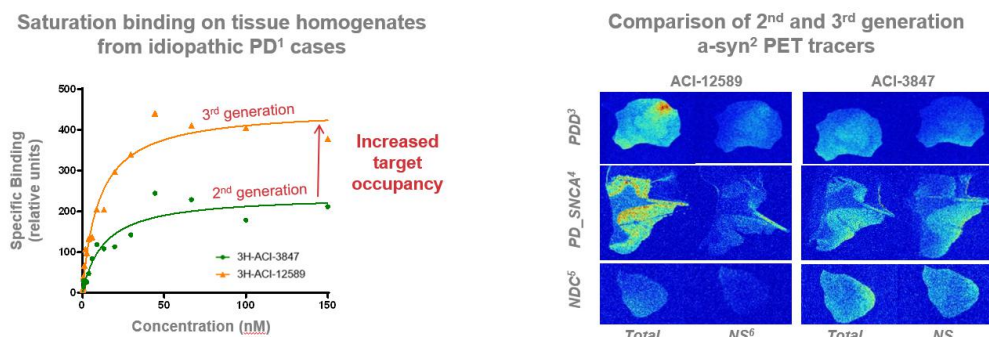 Saturation binding on tissue homogenates
from idiopathic PD¹ cases
500
400
300
200
100
0
0
50
100
150
Specific Binding
(relative units)
Concentration (nM)
3rd generation
2nd generation
Increased
target
occupancy
3H-ACI-3847
3H-ACI-12589
Comparison of 2nd and 3rd generation
a-syn² PET tracers
ACI-12589 ACI-3847
PDD³
PD_SNCA⁴
NDC⁵
Total NS⁶ Total NS